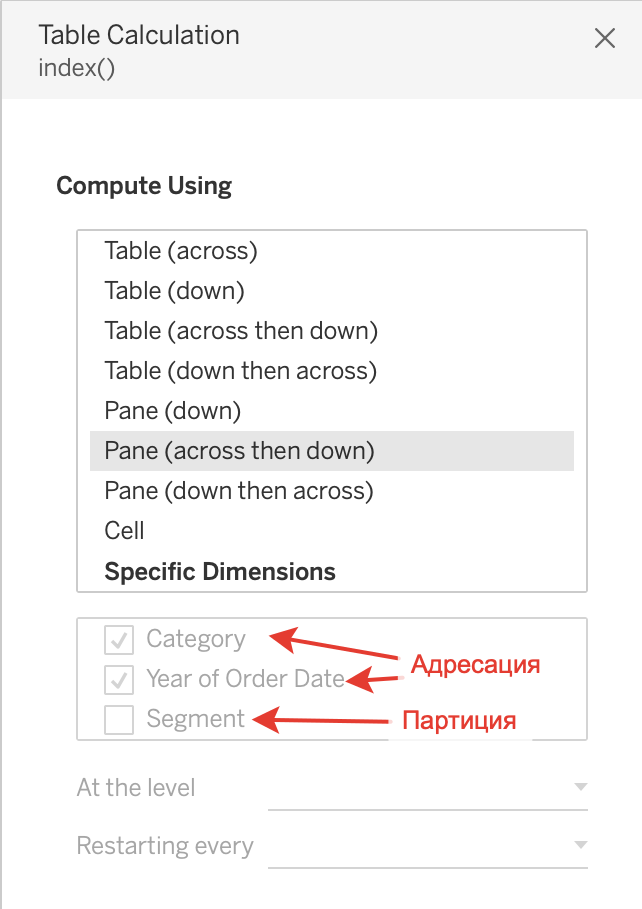 Table Calculation
index()
Compute Using
Table (across)
Table (down)
Table (across then down)
Table (down then across)
Pane (down)
Pane (across then down)
Pane (down then across)
Cell
Specific Dimensions
Category
Адресация
Year of Order Date
Segment
Партиция
At the level
Restarting every